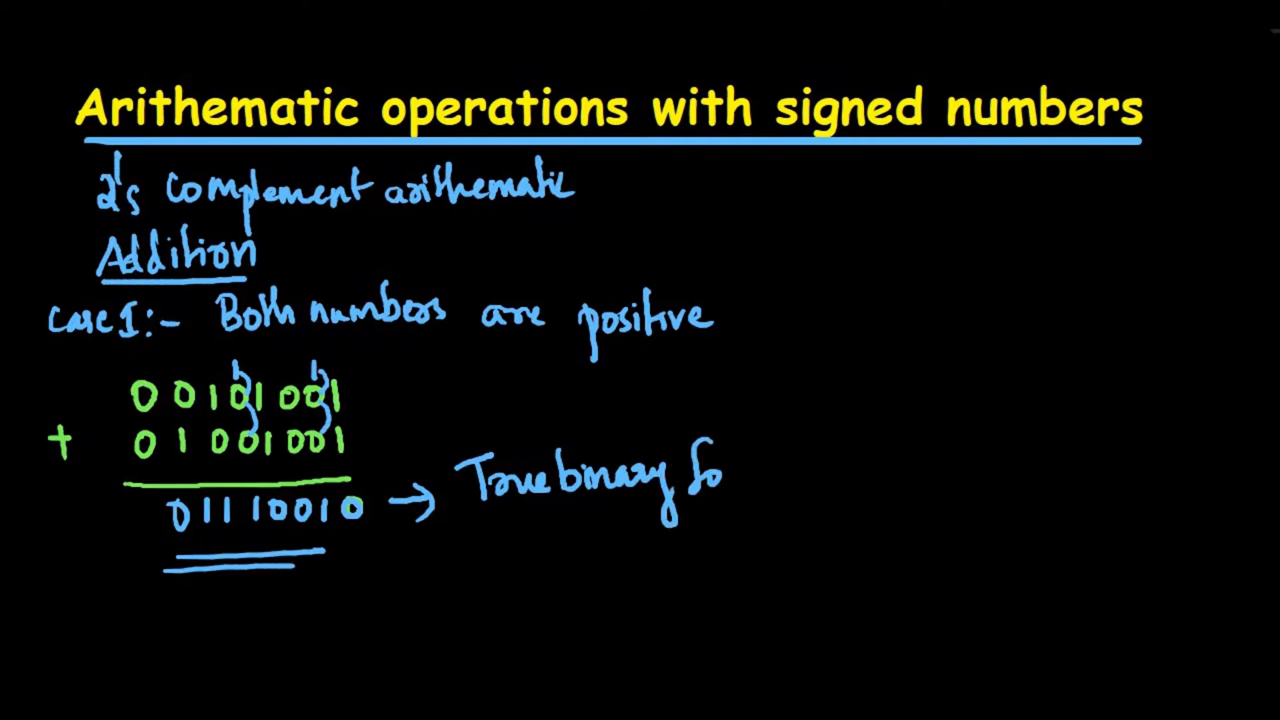 Arithematic operations with signed numbers
2's complement arithematic
Addition
Case I:- Both numbers are positive
1 1
0 0 1 0 1 0 0 1
+ 0 1 0 0 1 0 0 1
0 1 1 1 0 0 1 0 → True binary fo